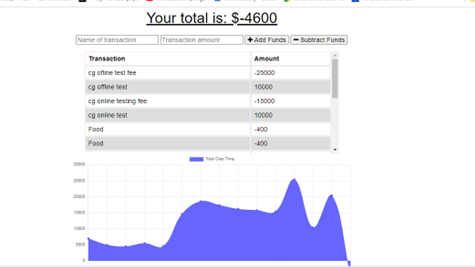 Your total is: $-4600
Name of transaction Transaction amount + Add Funds − Subtract Funds
Transaction Amount
cg ofline test fee -25000
cg offline test 10000
cg online testing fee -15000
cg online test 10000
Food -400
Food -400
Total Over Time
30000
25000
20000
15000
10000
5000
0